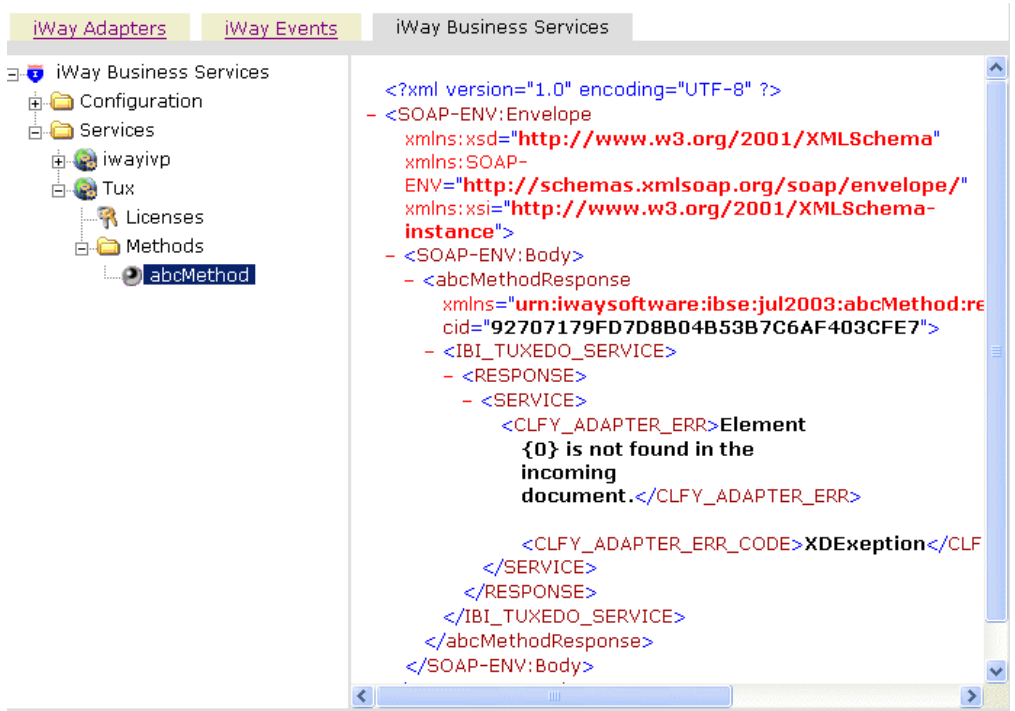 iWay Adapters
iWay Events
iWay Business Services
iWay Business Services
Configuration
Services
iwayivp
Tux
Licenses
Methods
abcMethod
<?xml version="1.0" encoding="UTF-8" ?>
- <SOAP-ENV:Envelope
xmlns:xsd="http://www.w3.org/2001/XMLSchema"
xmlns:SOAP-
ENV="http://schemas.xmlsoap.org/soap/envelope/"
xmlns:xsi="http://www.w3.org/2001/XMLSchema-
instance">
- <SOAP-ENV:Body>
- <abcMethodResponse
xmlns="urn:iwaysoftware:ibse:jul2003:abcMethod:re
cid="92707179FD7D8B04B53B7C6AF403CFE7">
- <IBI_TUXEDO_SERVICE>
- <RESPONSE>
- <SERVICE>
<CLFY_ADAPTER_ERR>Element
{0} is not found in the
incoming
document.</CLFY_ADAPTER_ERR>
<CLFY_ADAPTER_ERR_CODE>XDExeption</CLF
</SERVICE>
</RESPONSE>
</IBI_TUXEDO_SERVICE>
</abcMethodResponse>
</SOAP-ENV:Body>